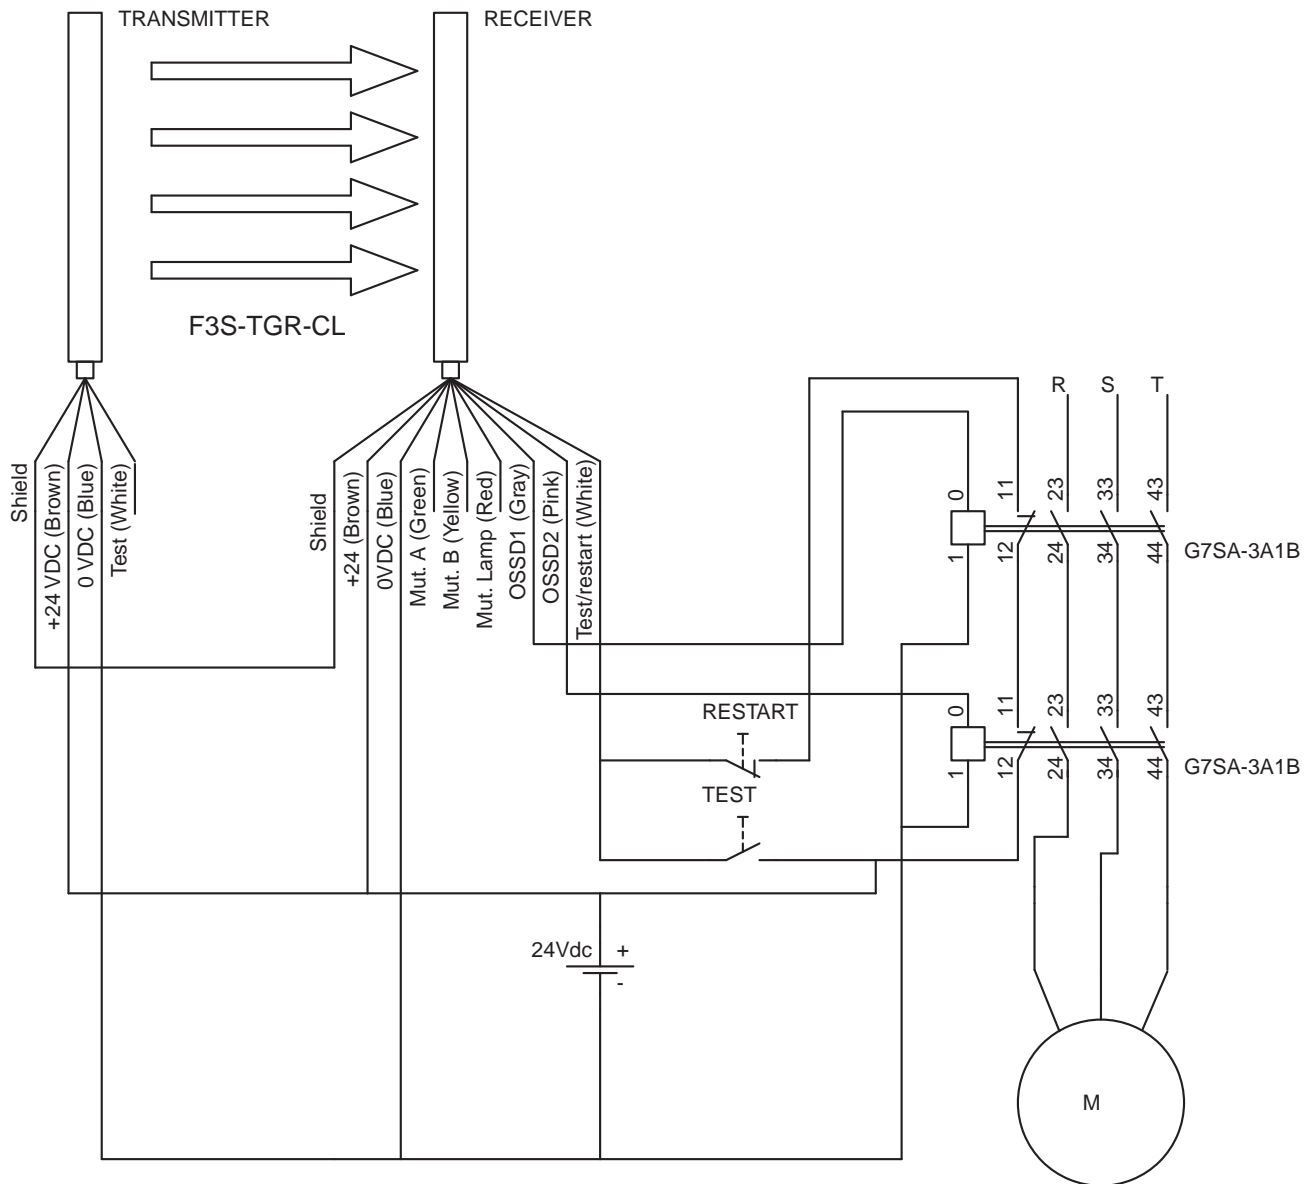 TRANSMITTER
RECEIVER
F3S-TGR-CL
Shield
+24 VDC (Brown)
0 VDC (Blue)
Test (White)
Shield
+24 (Brown)
0VDC (Blue)
Mut. A (Green)
Mut. B (Yellow)
Mut. Lamp (Red)
OSSD1 (Gray)
OSSD2 (Pink)
Test/restart (White)
R
S
T
0
11
23
33
43
1
12
24
34
44
G7SA-3A1B
RESTART
0
11
23
33
43
1
12
24
34
44
G7SA-3A1B
TEST
24Vdc
+
-
M